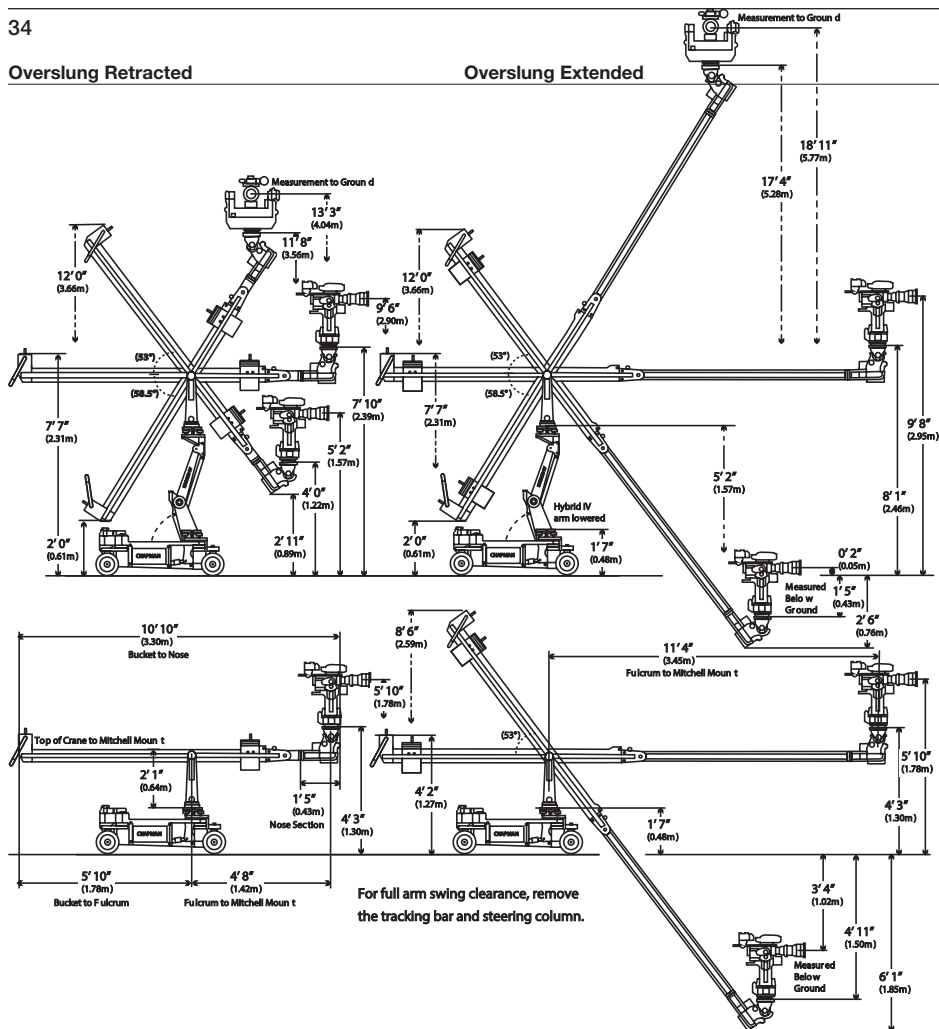 34
Overslung Retracted
Overslung Extended
Measurement to Groun d
13' 3"
(4.04m)
11' 8"
(3.56m)
12' 0"
(3.66m)
9' 6"
(2.90m)
(53°)
(58.5°)
7' 7"
(2.31m)
7' 10"
(2.39m)
5' 2"
(1.57m)
4' 0"
(1.22m)
2' 11"
(0.89m)
2' 0"
(0.61m)
CHAPMAN
Measurement to Groun d
18' 11"
(5.77m)
17' 4"
(5.28m)
12' 0"
(3.66m)
(53°)
(58.5°)
7' 7"
(2.31m)
9' 8"
(2.95m)
8' 1"
(2.46m)
5' 2"
(1.57m)
Hybrid IV
arm lowered
2' 0"
(0.61m)
1' 7"
(0.48m)
CHAPMAN
0' 2"
(0.05m)
Measured
Belo w
Ground
1' 5"
(0.43m)
2' 6"
(0.76m)
10' 10"
(3.30m)
Bucket to Nose
5' 10"
(1.78m)
Top of Crane to Mitchell Moun t
2' 1"
(0.64m)
1' 5"
(0.43m)
Nose Section
4' 3"
(1.30m)
CHAPMAN
5' 10"
(1.78m)
Bucket to F ulcrum
4' 8"
(1.42m)
Fulcrum to Mitchell Moun t
8' 6"
(2.59m)
11' 4"
(3.45m)
Fulcrum to Mitchell Moun t
(53°)
4' 2"
(1.27m)
5' 10"
(1.78m)
4' 3"
(1.30m)
1' 7"
(0.48m)
CHAPMAN
For full arm swing clearance, remove
the tracking bar and steering column.
3' 4"
(1.02m)
4' 11"
(1.50m)
6' 1"
(1.85m)
Measured
Below
Ground